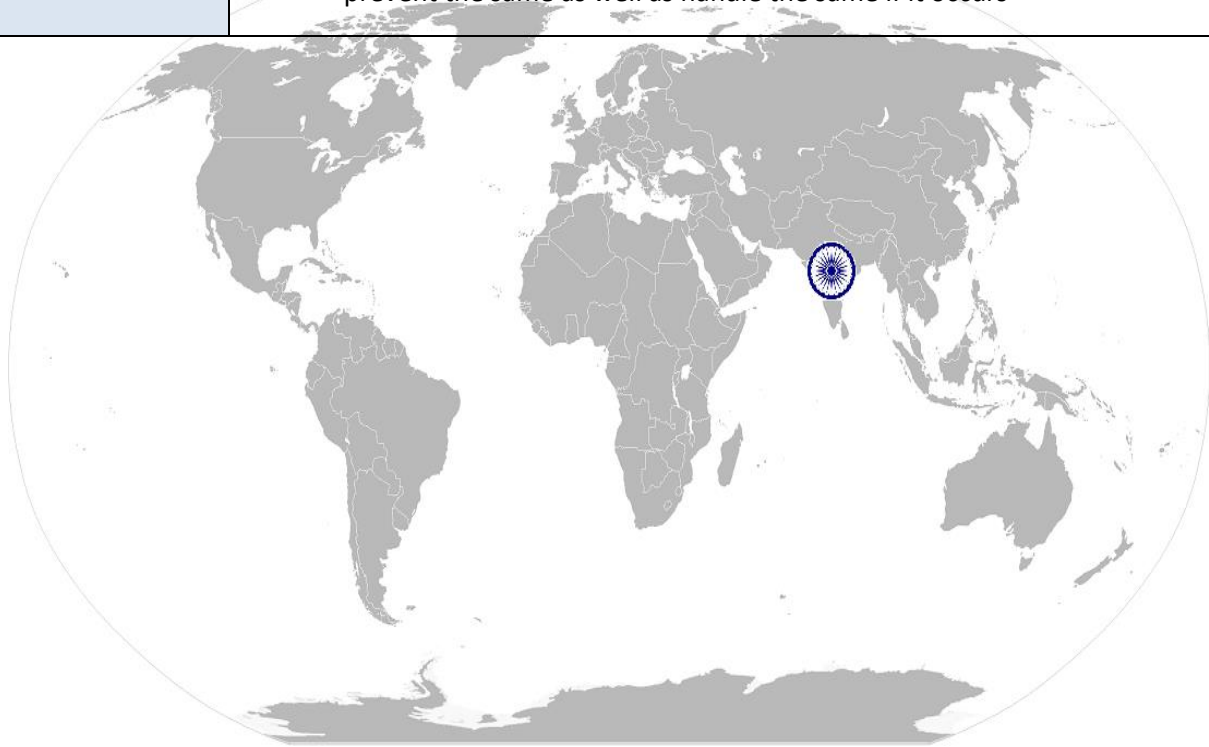 prevent the same as well as handle the same if it occurs